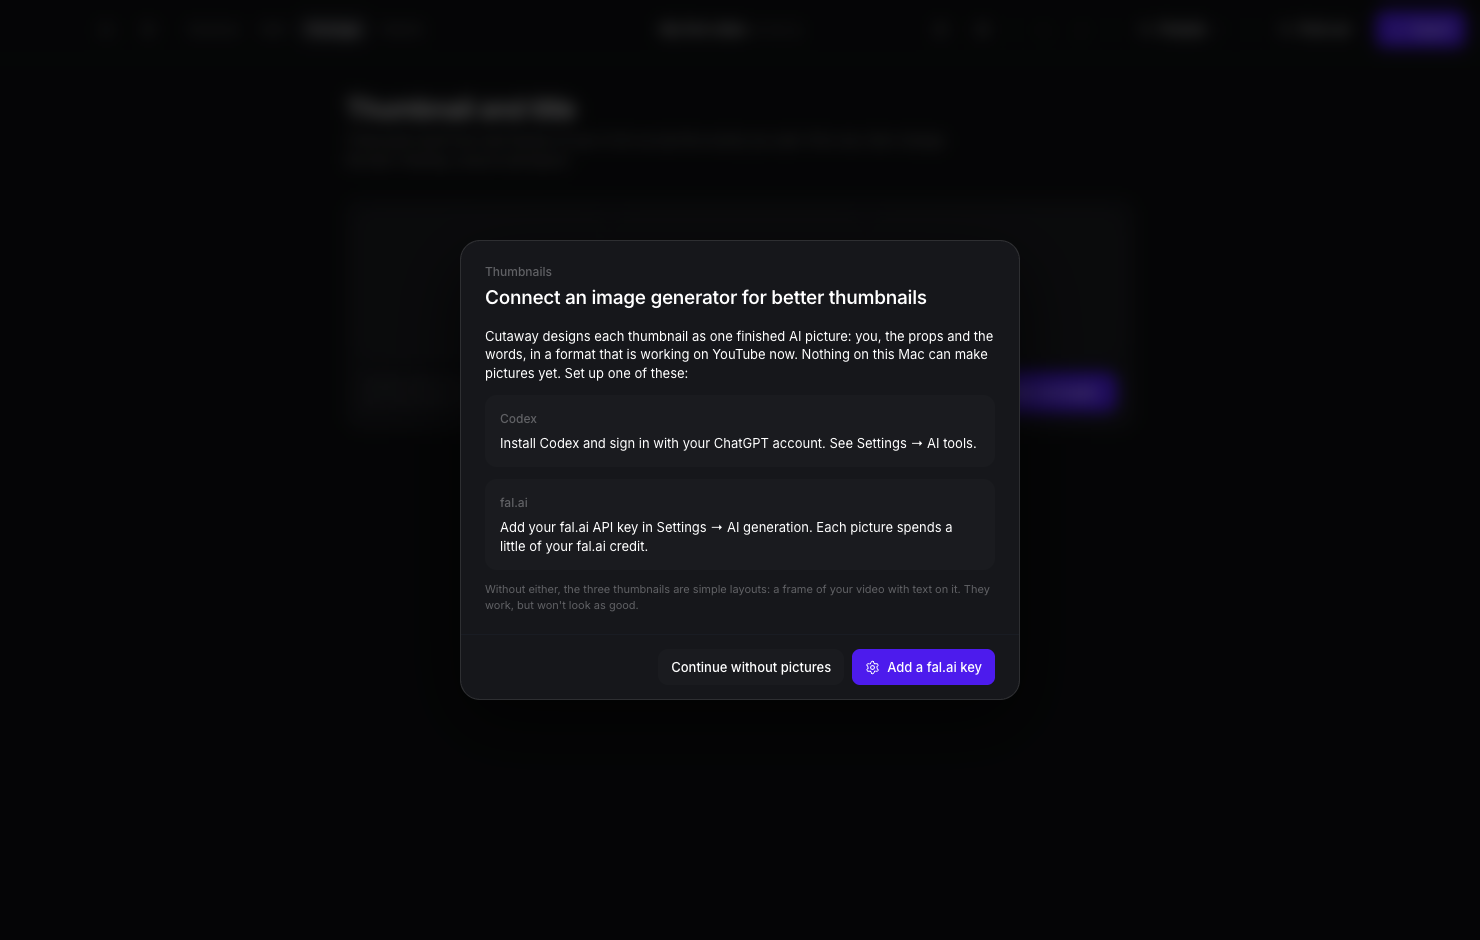 Thumbnail and title
Thumbnails
Connect an image generator for better thumbnails
Cutaway designs each thumbnail as one finished AI picture: you, the props and the
words, in a format that is working on YouTube now. Nothing on this Mac can make
pictures yet. Set up one of these:
Codex
Install Codex and sign in with your ChatGPT account. See Settings → AI tools.
fal.ai
Add your fal.ai API key in Settings → AI generation. Each picture spends a
little of your fal.ai credit.
Without either, the three thumbnails are simple layouts: a frame of your video with text on it. They
work, but won't look as good.
Continue without pictures
Add a fal.ai key